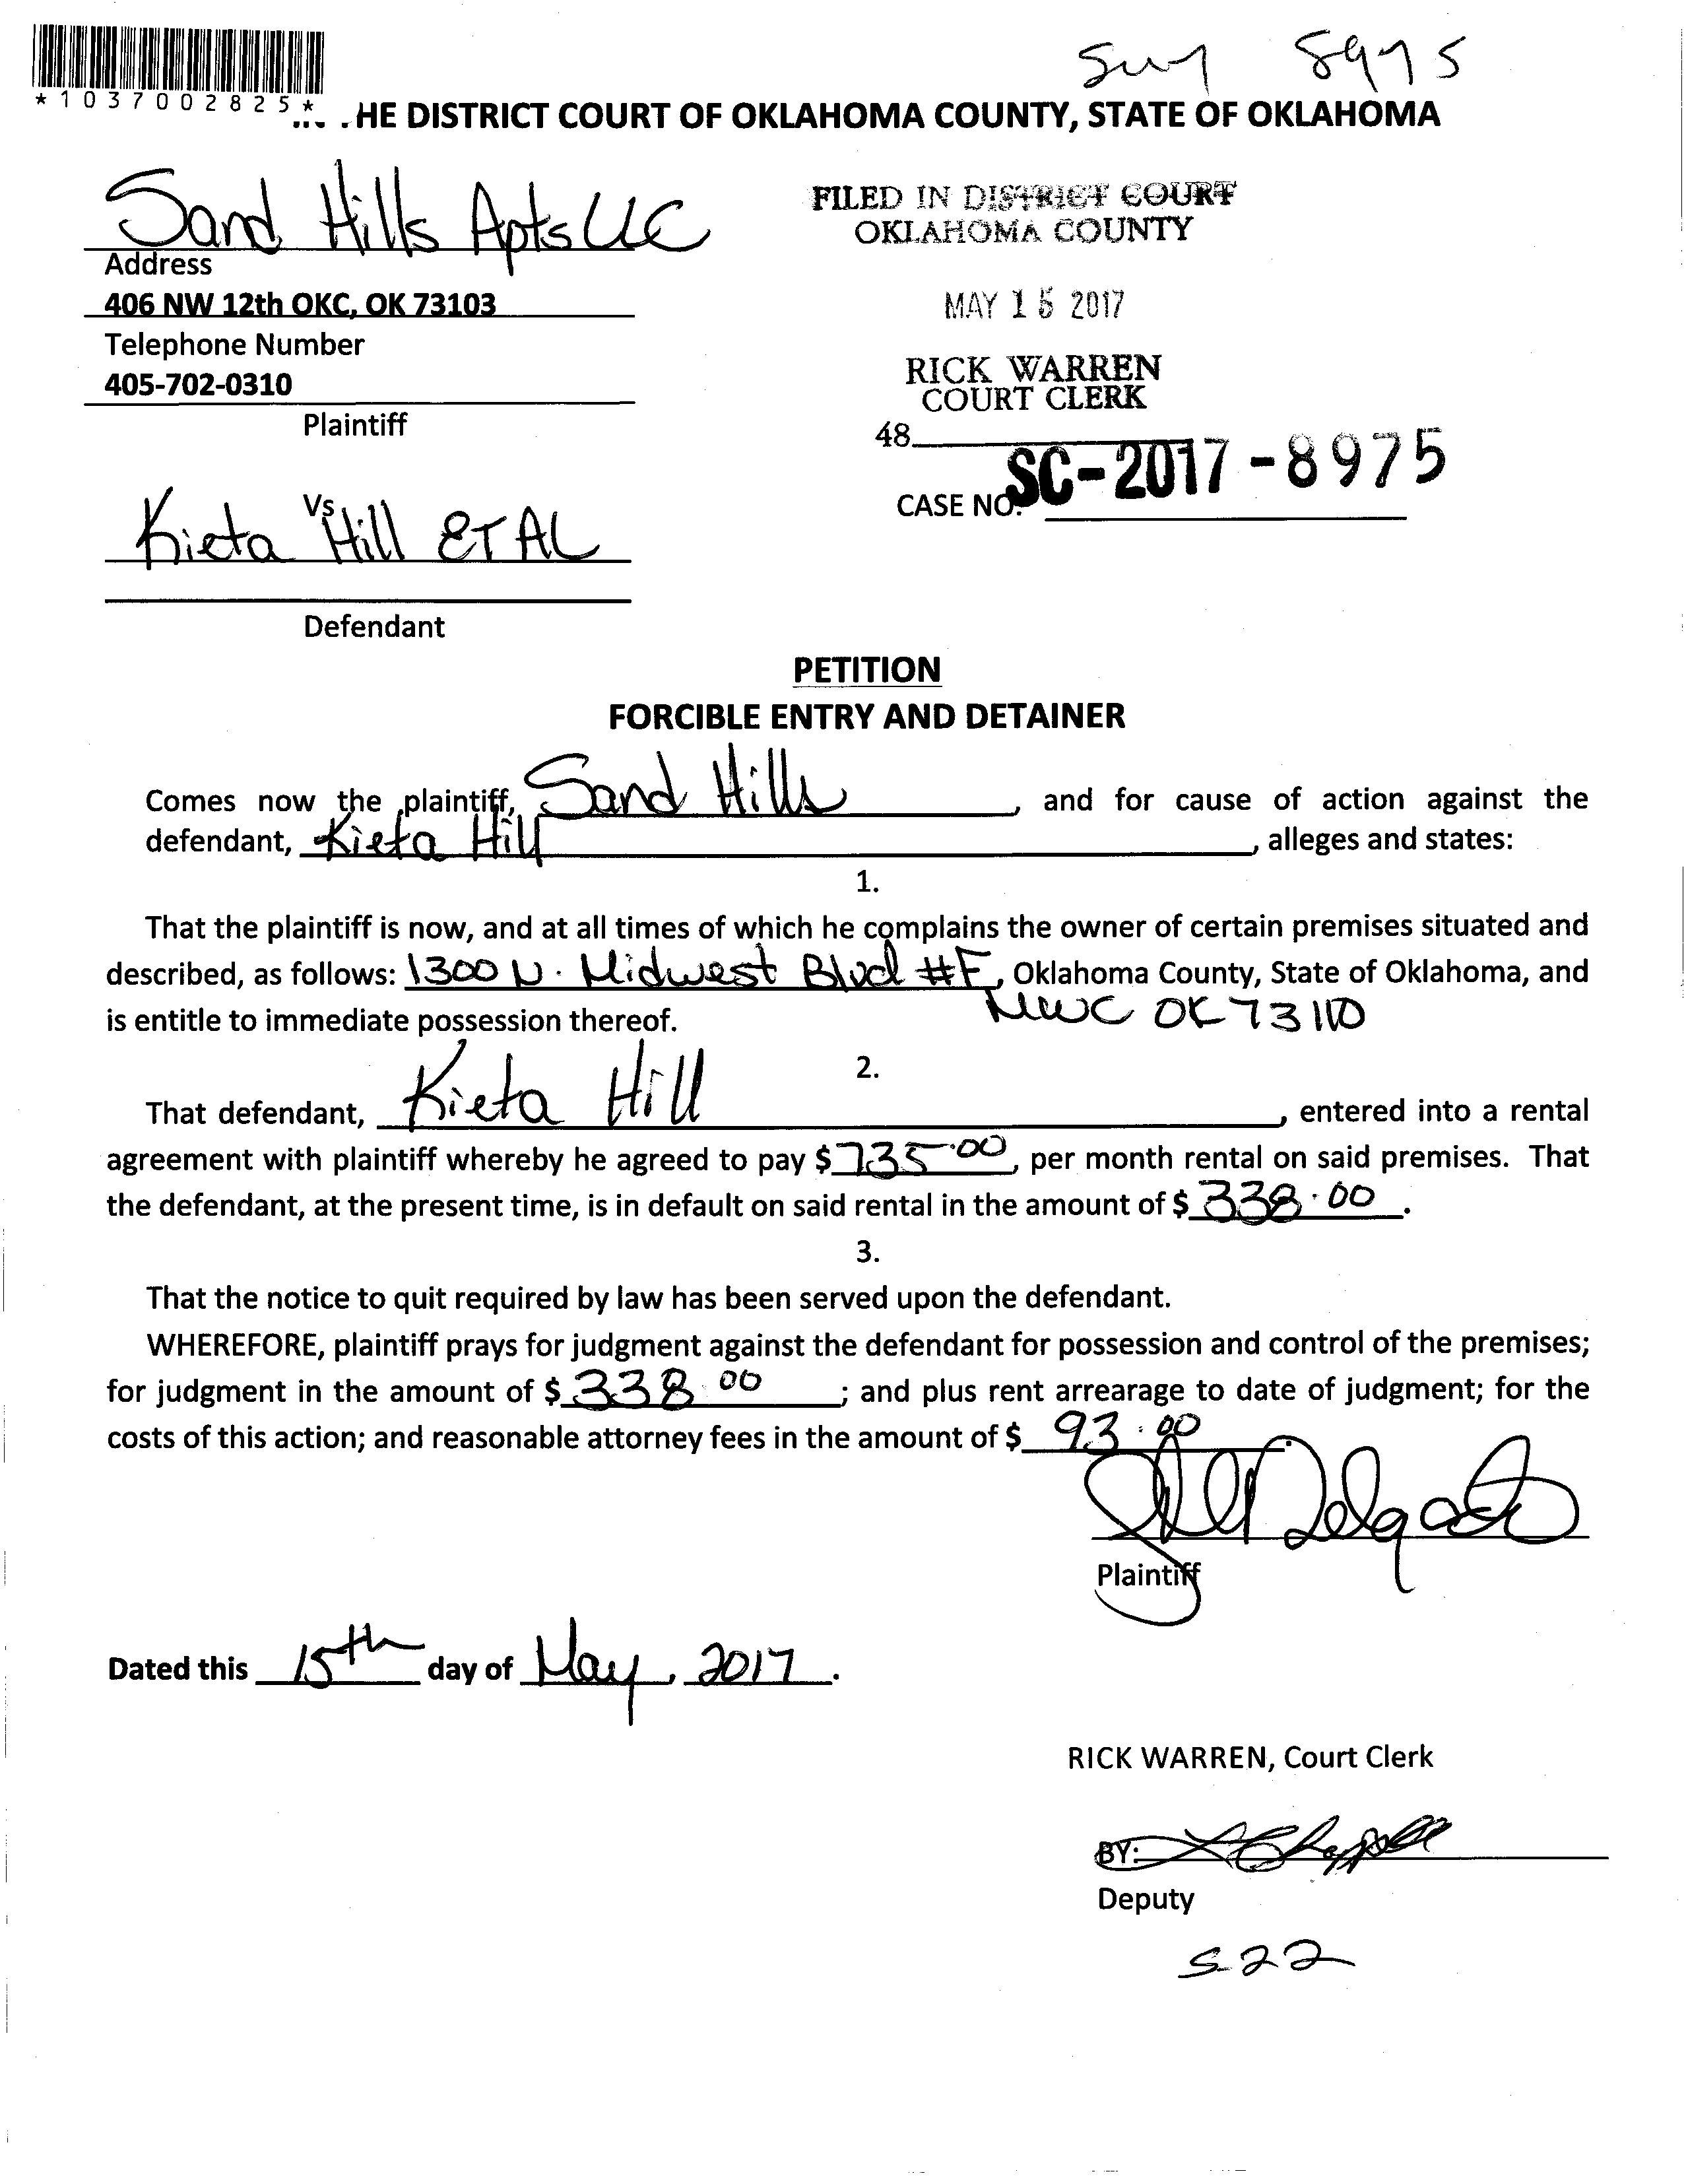 8975
*1037002825*
HE DISTRICT COURT OF OKLAHOMA COUNTY, STATE OF OKLAHOMA
Sand Hills Apts LLC
Address
406 NW 12th OKC, OK 73103
Telephone Number
405-702-0310
Plaintiff
FILED IN DISTRICT COURT
OKLAHOMA COUNTY
MAY 15 2017
RICK WARREN
COURT CLERK
48
CASE NO. SC-2017-8975
Vs
Kieta Hill ET AL
Defendant
PETITION
FORCIBLE ENTRY AND DETAINER
Comes now the plaintiff, Sand Hills, and for cause of action against the
defendant, Kieta Hill, alleges and states:
1.
That the plaintiff is now, and at all times of which he complains the owner of certain premises situated and
described, as follows: 1300 N. Midwest Blvd #F, Oklahoma County, State of Oklahoma, and
is entitle to immediate possession thereof. MWC OK 73110
2.
That defendant, Kieta Hill, entered into a rental
agreement with plaintiff whereby he agreed to pay $ 735.00, per month rental on said premises. That
the defendant, at the present time, is in default on said rental in the amount of $ 338.00.
3.
That the notice to quit required by law has been served upon the defendant.
WHEREFORE, plaintiff prays for judgment against the defendant for possession and control of the premises;
for judgment in the amount of $ 338.00; and plus rent arrearage to date of judgment; for the
costs of this action; and reasonable attorney fees in the amount of $ 93.00.
Delgado
Plaintiff
Dated this 15th day of May, 2017.
RICK WARREN, Court Clerk
BY:
Deputy
522